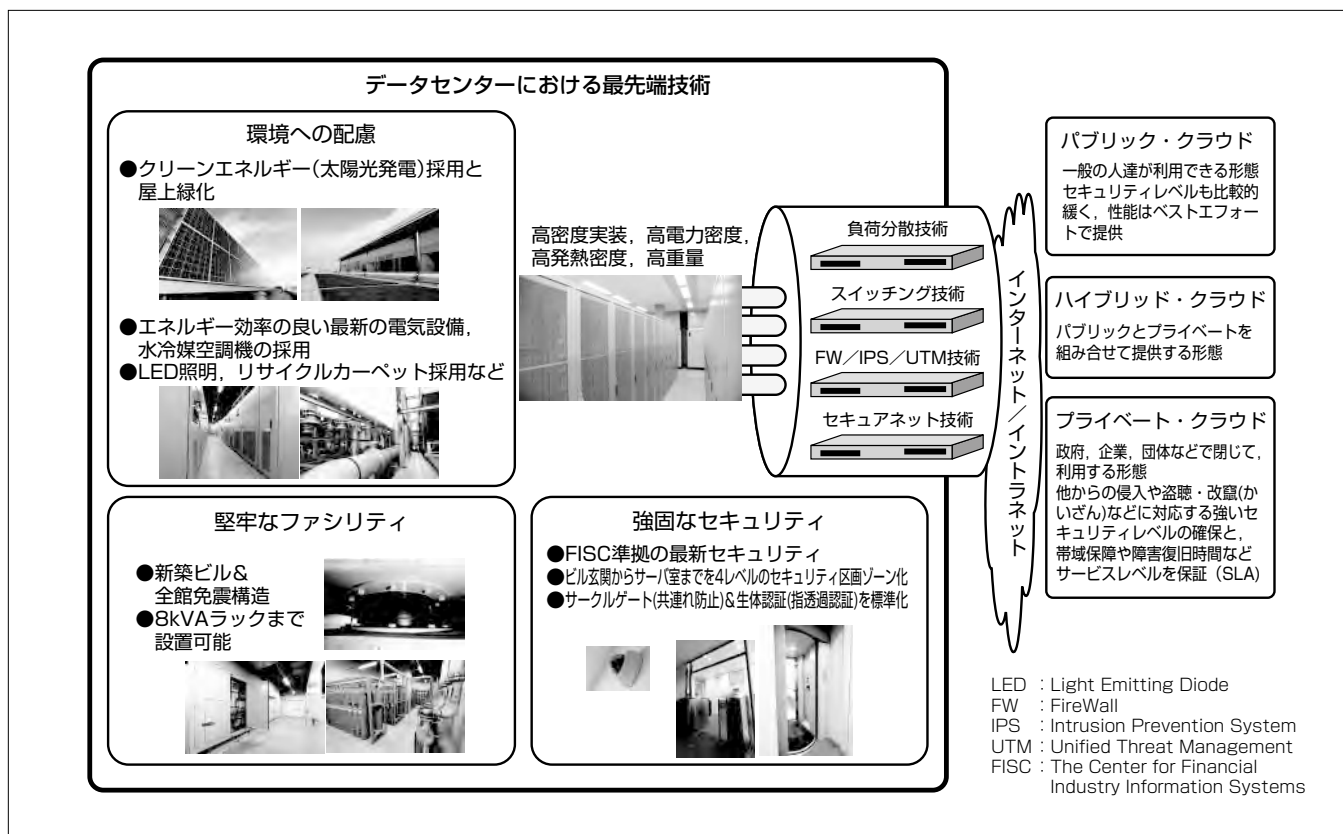 データセンターにおける最先端技術
環境への配慮
●クリーンエネルギー(太陽光発電)採用と
屋上緑化
●エネルギー効率の良い最新の電気設備，
水冷媒空調機の採用
●LED照明，リサイクルカーペット採用など
高密度実装，高電力密度，
高発熱密度，高重量
負荷分散技術
スイッチング技術
FW／IPS／UTM技術
セキュアネット技術
インターネット／イントラネット
堅牢なファシリティ
●新築ビル＆
全館免震構造
●8kVAラックまで
設置可能
強固なセキュリティ
●FISC準拠の最新セキュリティ
●ビル玄関からサーバ室までを4レベルのセキュリティ区画ゾーン化
●サークルゲート(共連れ防止)＆生体認証(指透過認証)を標準化
パブリック・クラウド
一般の人達が利用できる形態
セキュリティレベルも比較的
緩く，性能はベストエフォー
トで提供
ハイブリッド・クラウド
パブリックとプライベートを
組み合せて提供する形態
プライベート・クラウド
政府，企業，団体などで閉じて，
利用する形態
他からの侵入や盗聴・改竄(か
いざん)などに対応する強いセ
キュリティレベルの確保と，
帯域保障や障害復旧時間など
サービスレベルを保証（SLA)
LED：Light Emitting Diode
FW：FireWall
IPS：Intrusion Prevention System
UTM：Unified Threat Management
FISC：The Center for Financial
Industry Information Systems